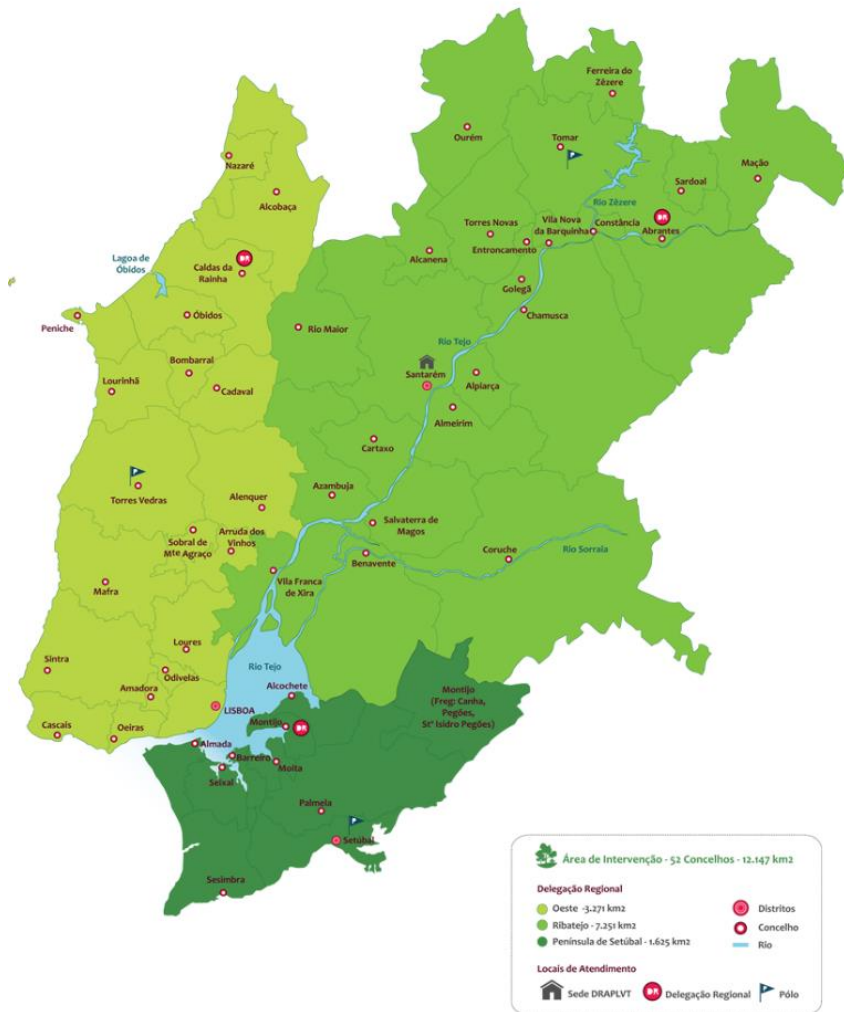 Ferreira do
Zêzere
Ourém
Tomar
P
Nazaré
Mação
Sardoal
Alcobaça
Rio Zêzere
DR
Torres Novas
Vila Nova
da Barquinha
Constância
Abrantes
Entroncamento
Alcanena
Lagoa de
Óbidos
DR
Caldas da
Rainha
Golegã
Chamusca
Peniche
Óbidos
Rio Maior
Rio Tejo
Bombarral
Santarém
Alpiarça
Lourinhã
Cadaval
Almeirim
Cartaxo
P
Torres Vedras
Alenquer
Azambuja
Salvaterra de
Magos
Sobral de
Mte Agraço
Arruda dos
Vinhos
Benavente
Coruche
Rio Sorraia
Vila Franca
de Xira
Mafra
Loures
Sintra
Odivelas
Rio Tejo
Amadora
Alcochete
Montijo
(Freg: Canha,
Pegões,
Stº Isidro Pegões)
LISBOA
Cascais
Oeiras
Montijo
DR
Almada
Barreiro
Moita
Seixal
Palmela
P
Setúbal
Sesimbra
Área de Intervenção - 52 Concelhos - 12.147 km2
Delegação Regional
Oeste -3.271 km2
Ribatejo - 7.251 km2
Península de Setúbal - 1.625 km2
Distritos
Concelho
Rio
Locais de Atendimento
Sede DRAPLVT
DR Delegação Regional
P Pólo